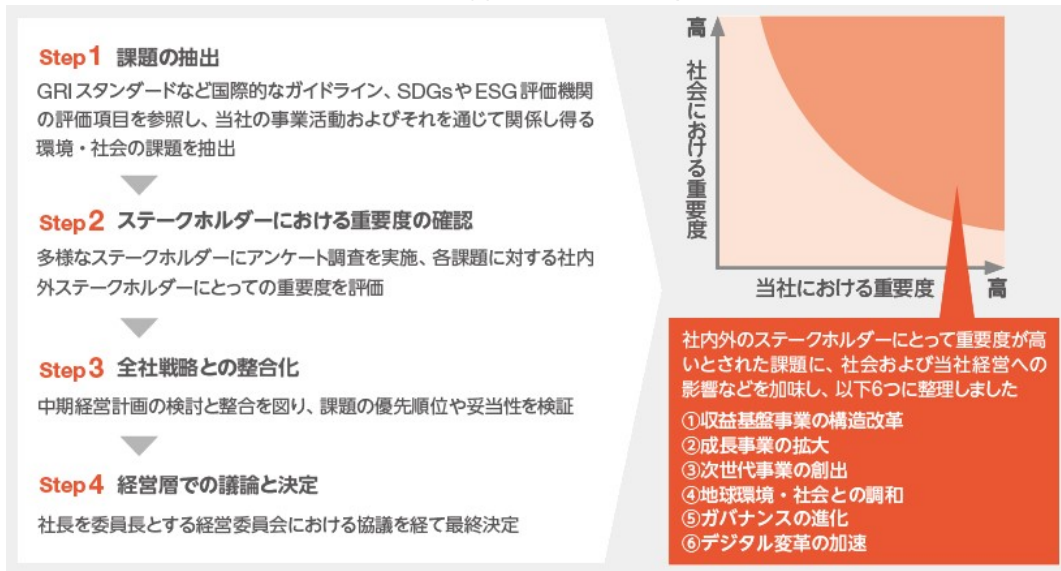 Step1 課題の抽出
GRIスタンダードなど国際的なガイドライン、SDGsやESG評価機関
の評価項目を参照し、当社の事業活動およびそれを通じて関係し得る
環境・社会の課題を抽出
Step2 ステークホルダーにおける重要度の確認
多様なステークホルダーにアンケート調査を実施、各課題に対する社内
外ステークホルダーにとっての重要度を評価
Step3 全社戦略との整合化
中期経営計画の検討と整合を図り、課題の優先順位や妥当性を検証
Step4 経営層での議論と決定
社長を委員長とする経営委員会における協議を経て最終決定
高
社会における重要度
当社における重要度
高
社内外のステークホルダーにとって重要度が高
いとされた課題に、社会および当社経営への
影響などを加味し、以下6つに整理しました
①収益基盤事業の構造改革
②成長事業の拡大
③次世代事業の創出
④地球環境・社会との調和
⑤ガバナンスの進化
⑥デジタル変革の加速